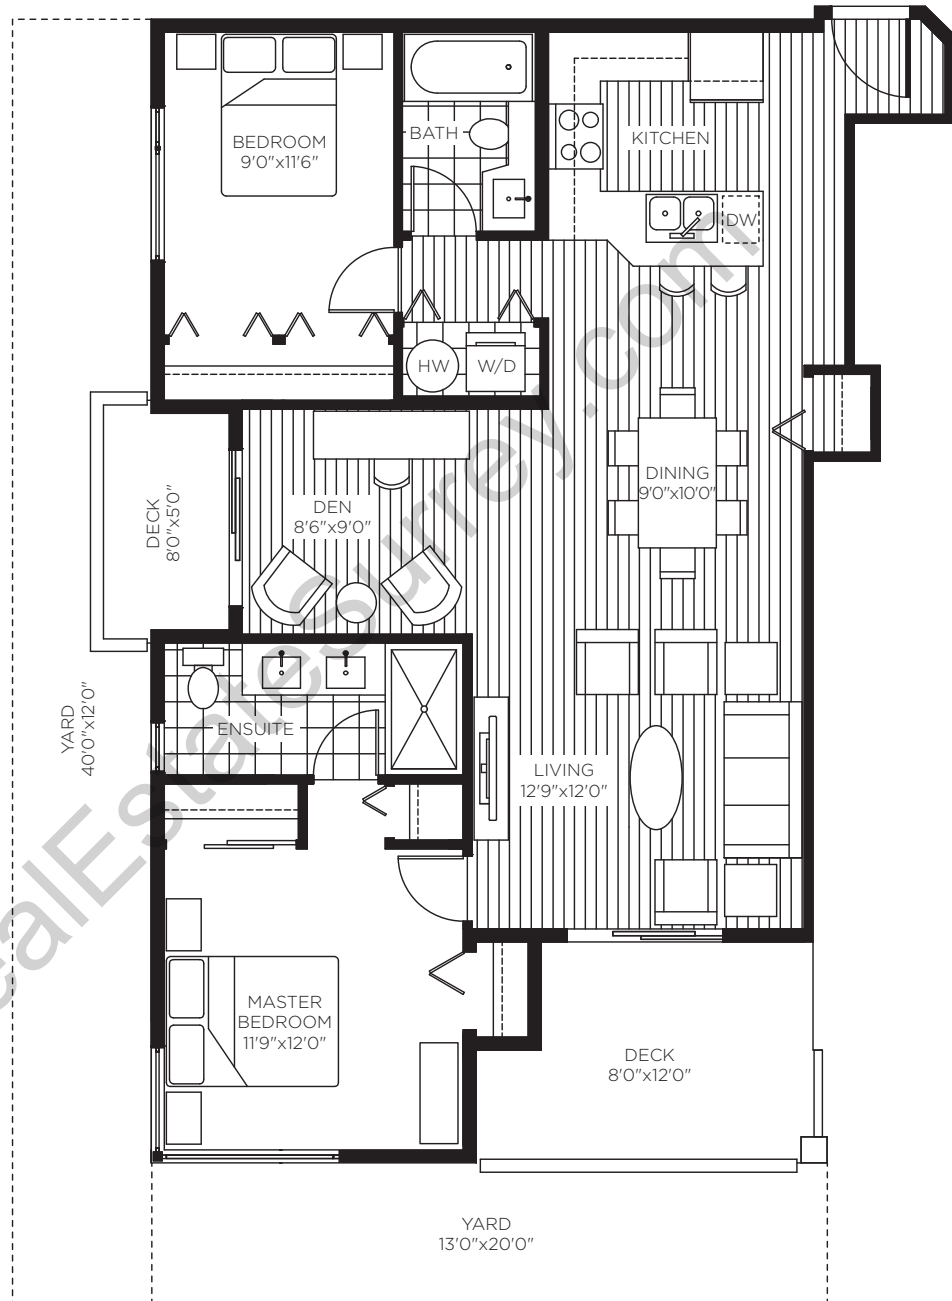 BEDROOM
9'0"x11'6"
BATH
KITCHEN
DW
HW
W/D
DINING
9'0"x10'0"
DECK
8'0"x5'0"
DEN
8'6"x9'0"
YARD
40'0"x12'0"
ENSUITE
LIVING
12'9"x12'0"
MASTER
BEDROOM
11'9"x12'0"
DECK
8'0"x12'0"
YARD
13'0"x20'0"
ealEstateSurrey.com